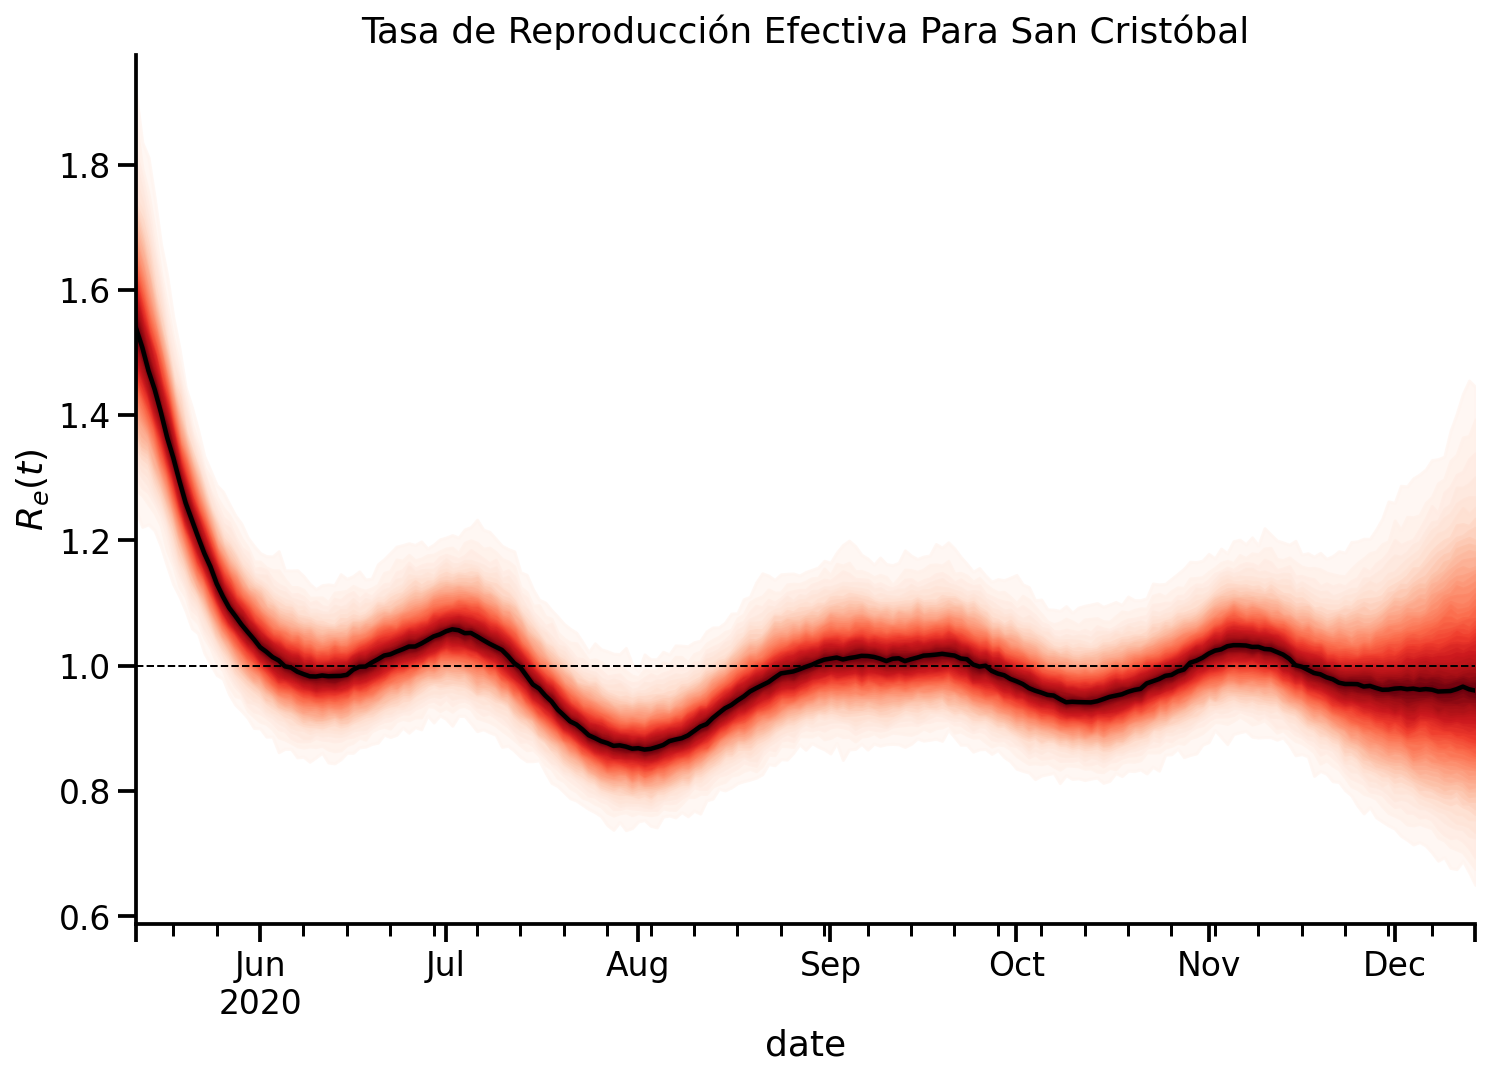 Tasa de Reproducción Efectiva Para San Cristóbal
1.8
1.6
1.4
1.2
1.0
0.8
0.6
Re(t)
Jun Jul Aug Sep Oct Nov Dec
2020
date